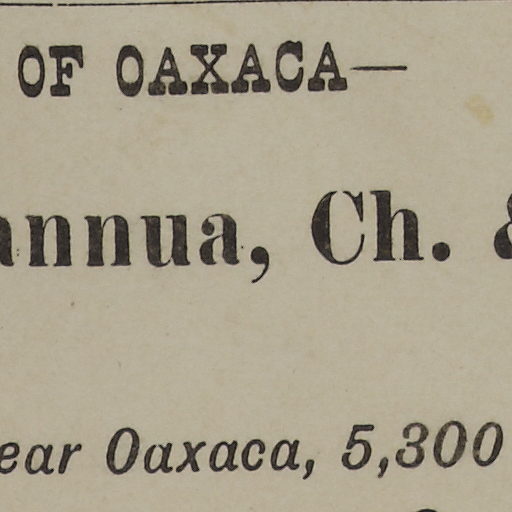 OF OAXACA—
annua, Ch. &
ear Oaxaca, 5,300